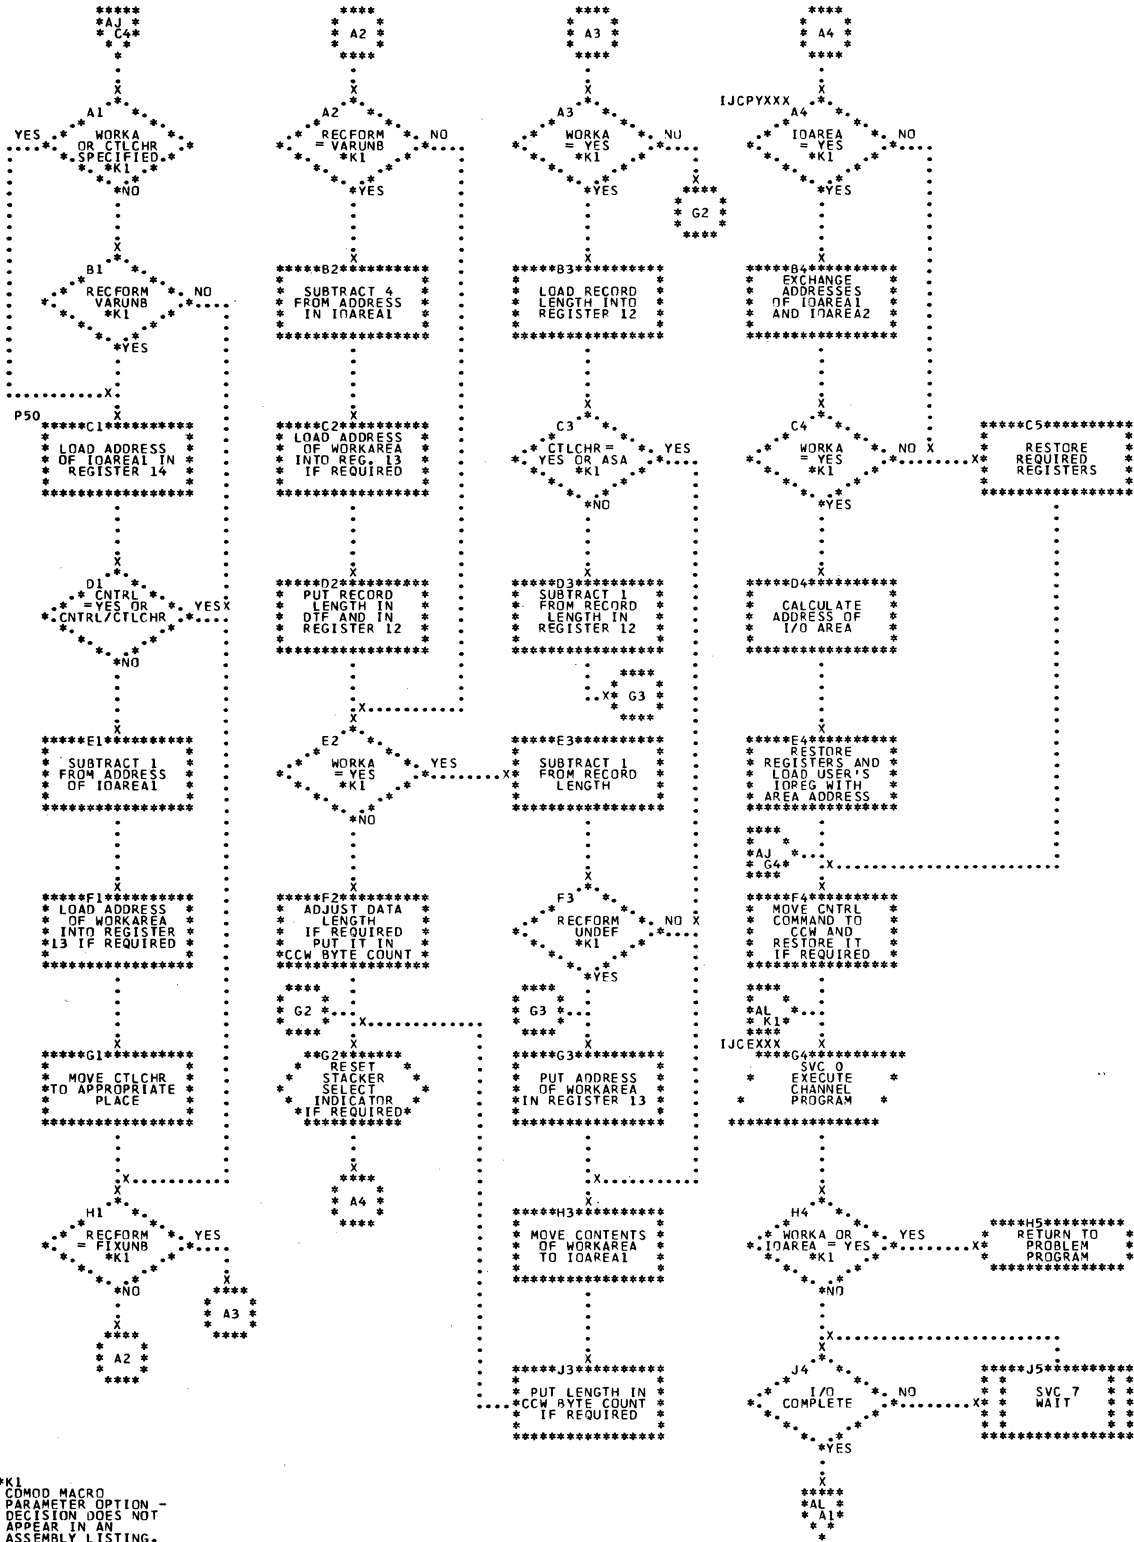 AJ
C4
A1
WORKA
OR CTLCHR
SPECIFIED
*K1
YES
NO
B1
RECFORM
VARUNB
*K1
NO
YES
P50
C1
LOAD ADDRESS
OF IOAREA1 IN
REGISTER 14
D1
CNTRL
=YES OR
CNTRL/CTLCHR
YES
NO
E1
SUBTRACT 1
FROM ADDRESS
OF IOAREA1
F1
LOAD ADDRESS
OF WORKAREA
INTO REGISTER
13 IF REQUIRED
G1
MOVE CTLCHR
TO APPROPRIATE
PLACE
H1
RECFORM
= FIXUNB
*K1
YES
NO
A3
A2
A2
A2
RECFORM
= VARUNB
*K1
NO
YES
B2
SUBTRACT 4
FROM ADDRESS
IN IOAREA1
C2
LOAD ADDRESS
OF WORKAREA
INTO REG. 13
IF REQUIRED
D2
PUT RECORD
LENGTH IN
DTF AND IN
REGISTER 12
E2
WORKA
= YES
*K1
YES
NO
F2
ADJUST DATA
LENGTH
IF REQUIRED
PUT IT IN
CCW BYTE COUNT
G2
G2
RESET
STACKER
SELECT
INDICATOR
IF REQUIRED
A4
A3
A3
WORKA
= YES
*K1
NO
YES
G2
B3
LOAD RECORD
LENGTH INTO
REGISTER 12
C3
CTLCHR =
YES OR ASA
*K1
YES
NO
D3
SUBTRACT 1
FROM RECORD
LENGTH IN
REGISTER 12
G3
E3
SUBTRACT 1
FROM RECORD
LENGTH
F3
RECFORM
UNDEF
*K1
NO
YES
G3
G3
PUT ADDRESS
OF WORKAREA
IN REGISTER 13
H3
MOVE CONTENTS
OF WORKAREA
TO IOAREA1
J3
PUT LENGTH IN
CCW BYTE COUNT
IF REQUIRED
A4
IJCPYXXX
A4
IOAREA
= YES
*K1
NO
YES
B4
EXCHANGE
ADDRESSES
OF IOAREA1
AND IOAREA2
C4
WORKA
= YES
*K1
NO
YES
C5
RESTORE
REQUIRED
REGISTERS
D4
CALCULATE
ADDRESS OF
I/O AREA
E4
RESTORE
REGISTERS AND
LOAD USER'S
IOREG WITH
AREA ADDRESS
AJ
G4
F4
MOVE CNTRL
COMMAND TO
CCW AND
RESTORE IT
IF REQUIRED
AL
K1
IJCEXXX
G4
SVC 0
EXECUTE
CHANNEL
PROGRAM
H4
WORKA OR
IOAREA = YES
*K1
YES
NO
H5
RETURN TO
PROBLEM
PROGRAM
J4
I/O
COMPLETE
NO
YES
J5
SVC 7
WAIT
AL
A1
*K1
CDMOD MACRO
PARAMETER OPTION -
DECISION DOES NOT
APPEAR IN AN
ASSEMBLY LISTING.